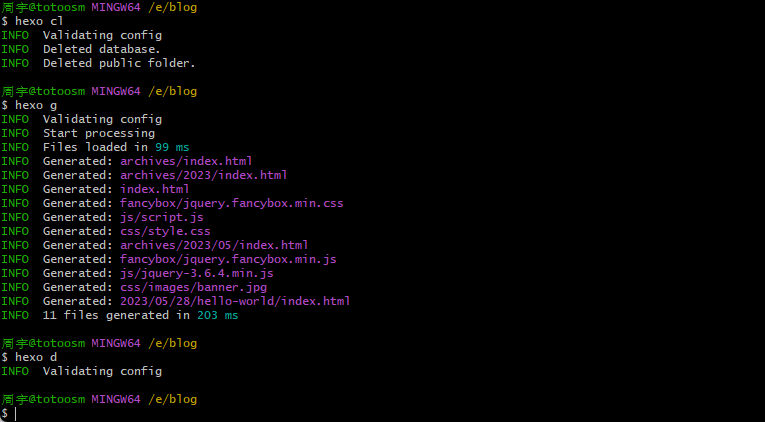 周宇@totoosm MINGW64 /e/blog
$ hexo cl
INFO  Validating config
INFO  Deleted database.
INFO  Deleted public folder.
周宇@totoosm MINGW64 /e/blog
$ hexo g
INFO  Validating config
INFO  Start processing
INFO  Files loaded in 99 ms
INFO  Generated: archives/index.html
INFO  Generated: archives/2023/index.html
INFO  Generated: index.html
INFO  Generated: fancybox/jquery.fancybox.min.css
INFO  Generated: js/script.js
INFO  Generated: css/style.css
INFO  Generated: archives/2023/05/index.html
INFO  Generated: fancybox/jquery.fancybox.min.js
INFO  Generated: js/jquery-3.6.4.min.js
INFO  Generated: css/images/banner.jpg
INFO  Generated: 2023/05/28/hello-world/index.html
INFO  11 files generated in 203 ms
周宇@totoosm MINGW64 /e/blog
$ hexo d
INFO  Validating config
周宇@totoosm MINGW64 /e/blog
$